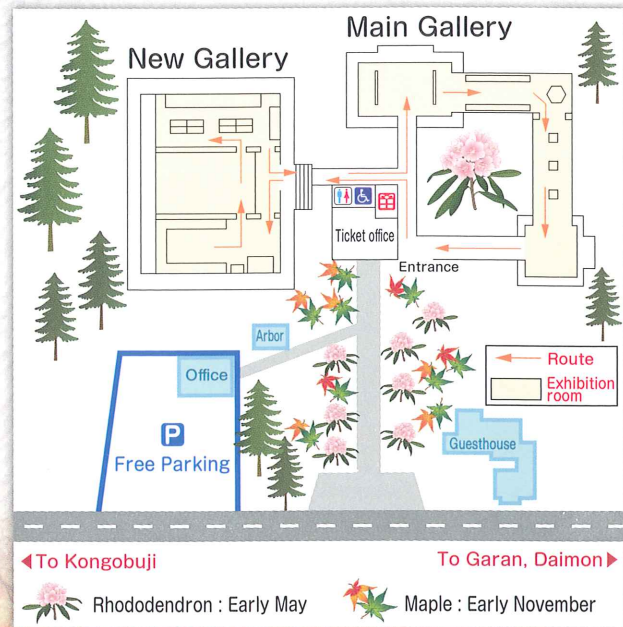 Main Gallery
New Gallery
Ticket office
Entrance
Arbor
Office
P
Free Parking
Route
Exhibition
room
Guesthouse
To Kongobuji
To Garan, Daimon
Rhododendron : Early May
Maple : Early November